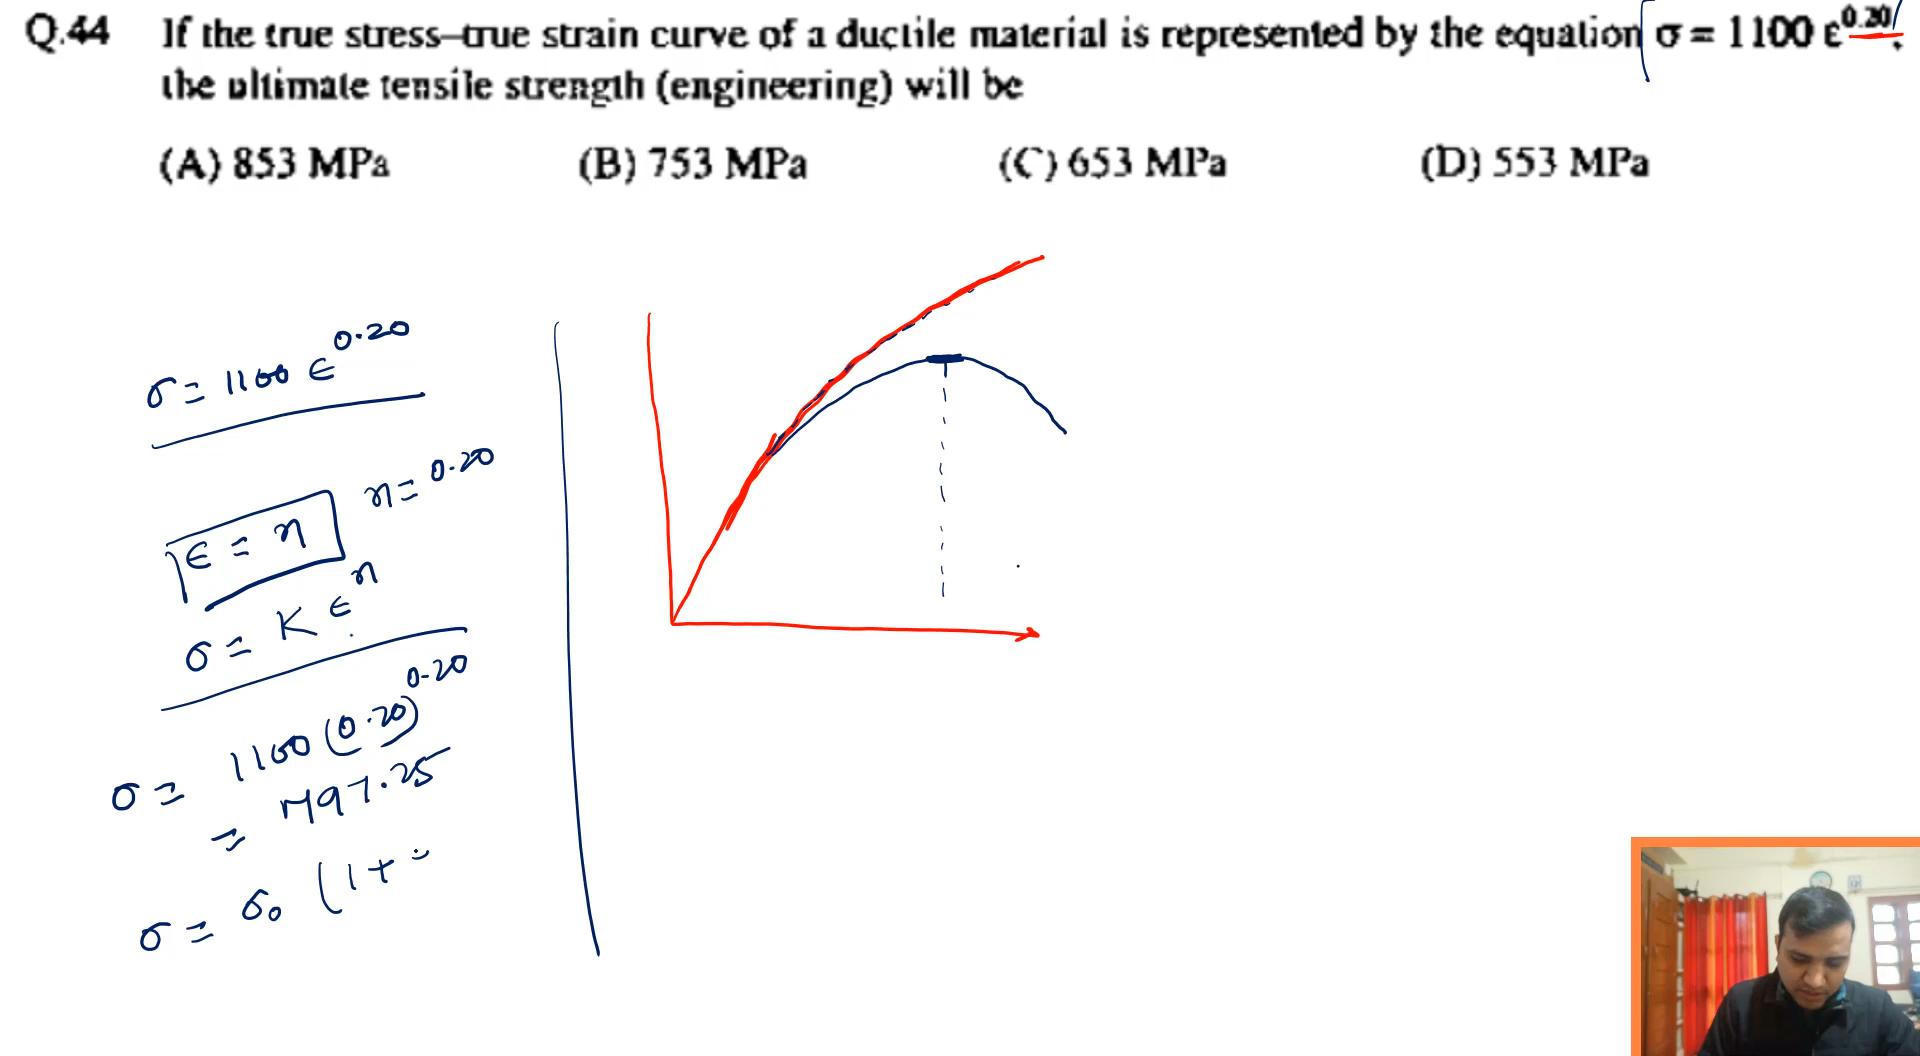 Q.44 If the true stress–true strain curve of a ductile material is represented by the equation σ = 1100 ε^0.20,
the ultimate tensile strength (engineering) will be
(A) 853 MPa (B) 753 MPa (C) 653 MPa (D) 553 MPa
σ = 1100 ε^0.20
ε = n n = 0.20
σ = K ε^n
σ = 1100 (0.20)^0.20
= 797.25
σ = σ₀ (1 +